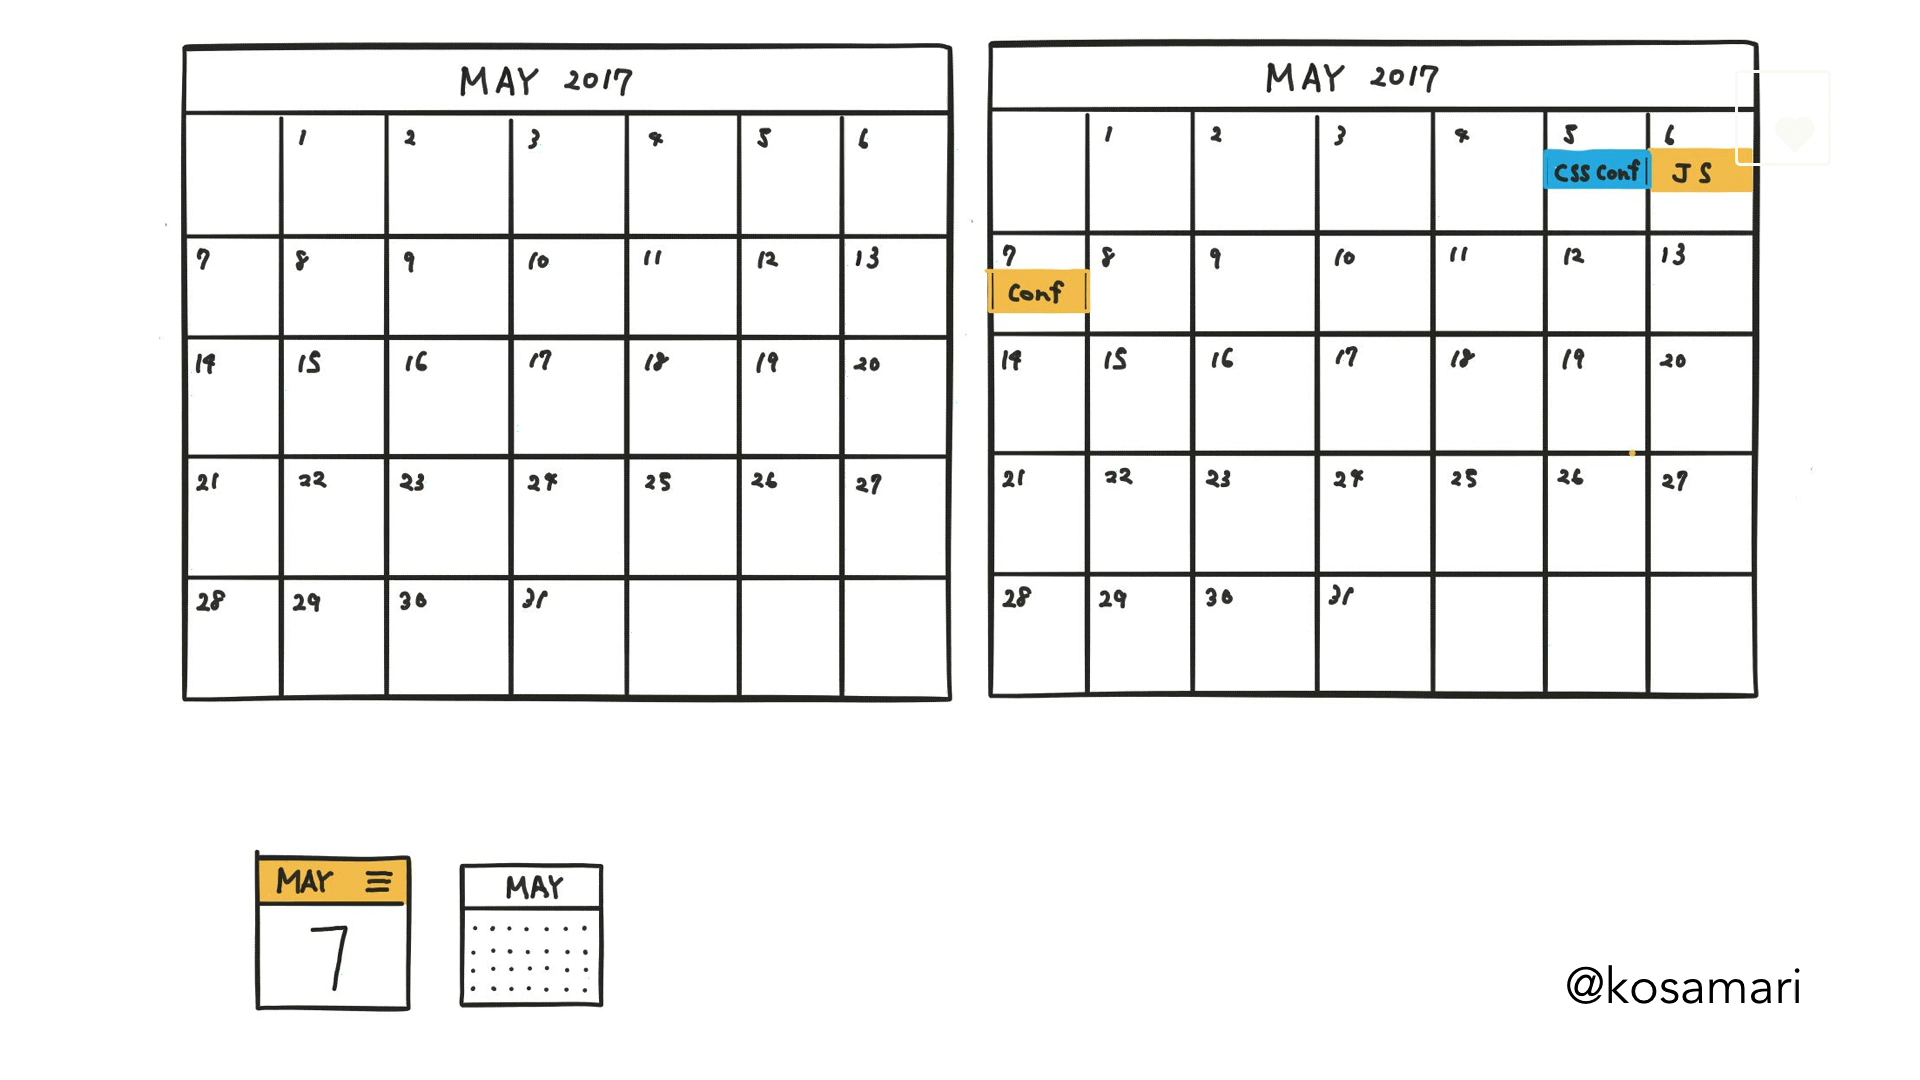 MAY 2017
1 2 3 4 5 6
7 8 9 10 11 12 13
14 15 16 17 18 19 20
21 22 23 24 25 26 27
28 29 30 31
MAY 2017
1 2 3 4 5 6
CSS Conf JS
7 8 9 10 11 12 13
Conf
14 15 16 17 18 19 20
21 22 23 24 25 26 27
28 29 30 31
MAY
7
MAY
@kosamari